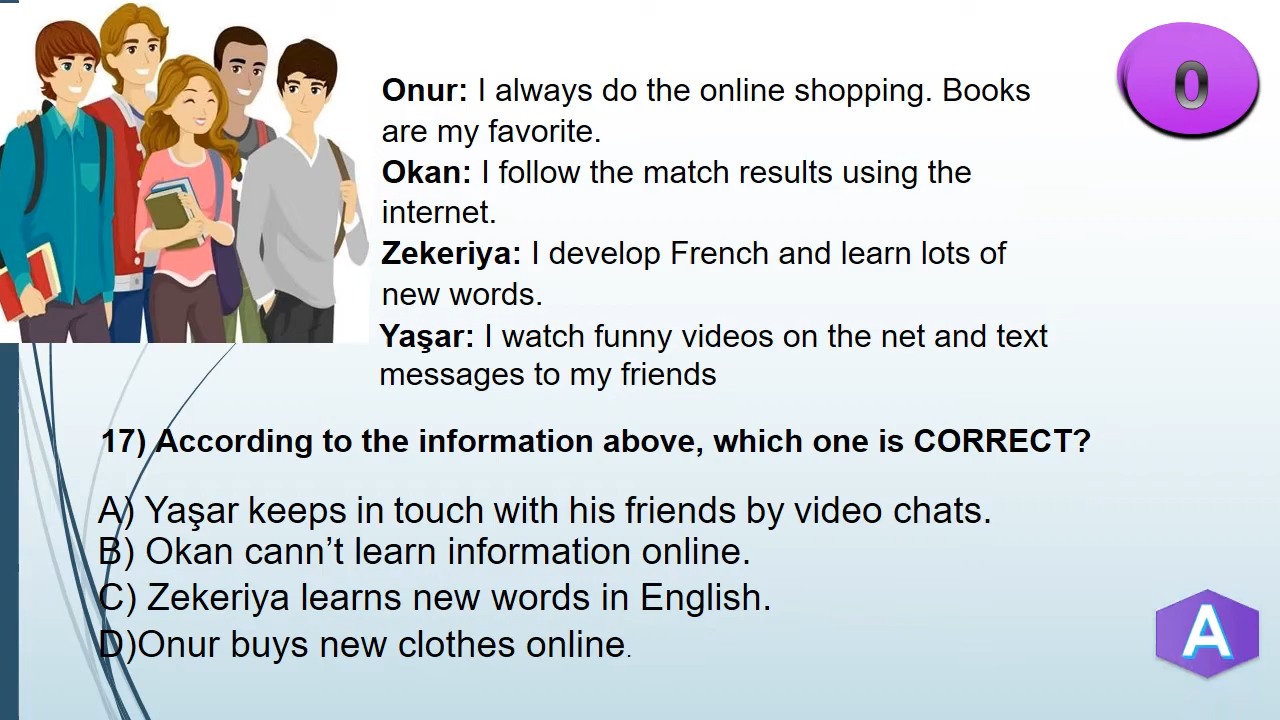 0
Onur: I always do the online shopping. Books
are my favorite.
Okan: I follow the match results using the
internet.
Zekeriya: I develop French and learn lots of
new words.
Yaşar: I watch funny videos on the net and text
messages to my friends
17) According to the information above, which one is CORRECT?
A) Yaşar keeps in touch with his friends by video chats.
B) Okan cann’t learn information online.
C) Zekeriya learns new words in English.
D)Onur buys new clothes online.
A